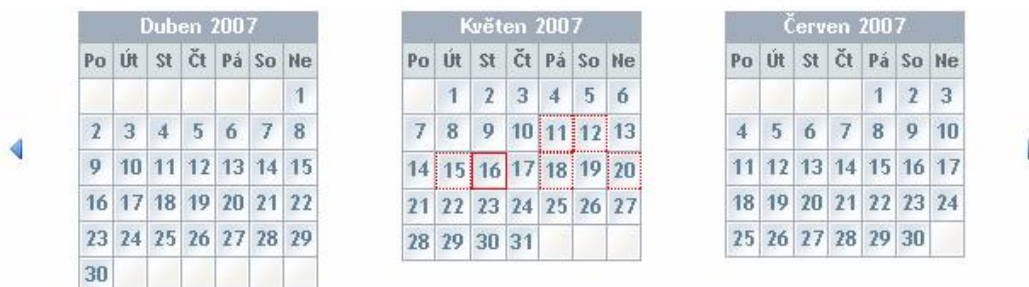 Duben 2007
Po Út St Čt Pá So Ne
1
2 3 4 5 6 7 8
9 10 11 12 13 14 15
16 17 18 19 20 21 22
23 24 25 26 27 28 29
30
Květen 2007
Po Út St Čt Pá So Ne
1 2 3 4 5 6
7 8 9 10 11 12 13
14 15 16 17 18 19 20
21 22 23 24 25 26 27
28 29 30 31
Červen 2007
Po Út St Čt Pá So Ne
1 2 3
4 5 6 7 8 9 10
11 12 13 14 15 16 17
18 19 20 21 22 23 24
25 26 27 28 29 30